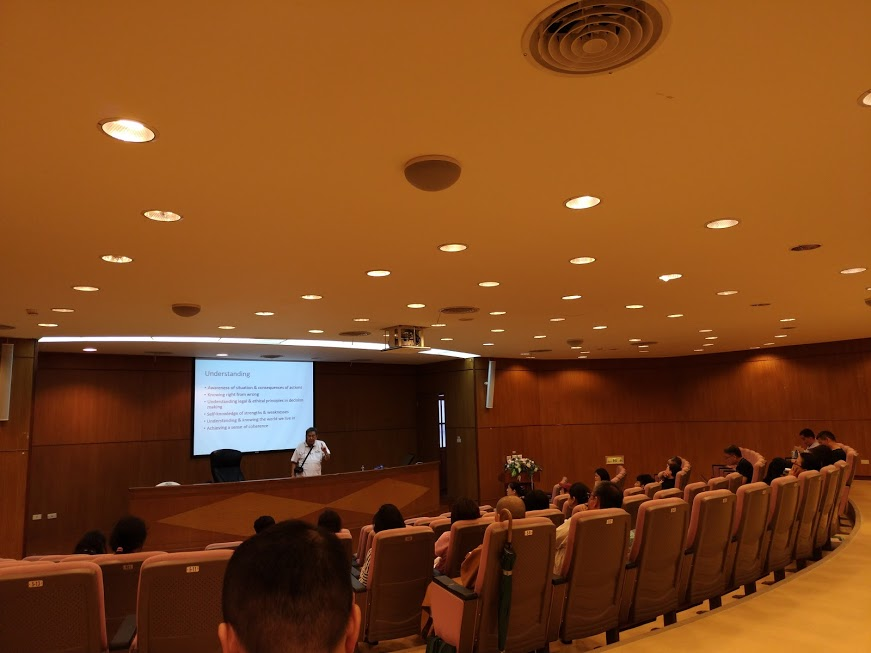 Understanding
• Awareness of situation & consequences of actions
• Knowing right from wrong
• Understanding legal & ethical principles in decision
making
• Self-knowledge of strengths & weaknesses
• Understanding & knowing the world we live in
• Achieving a sense of coherence